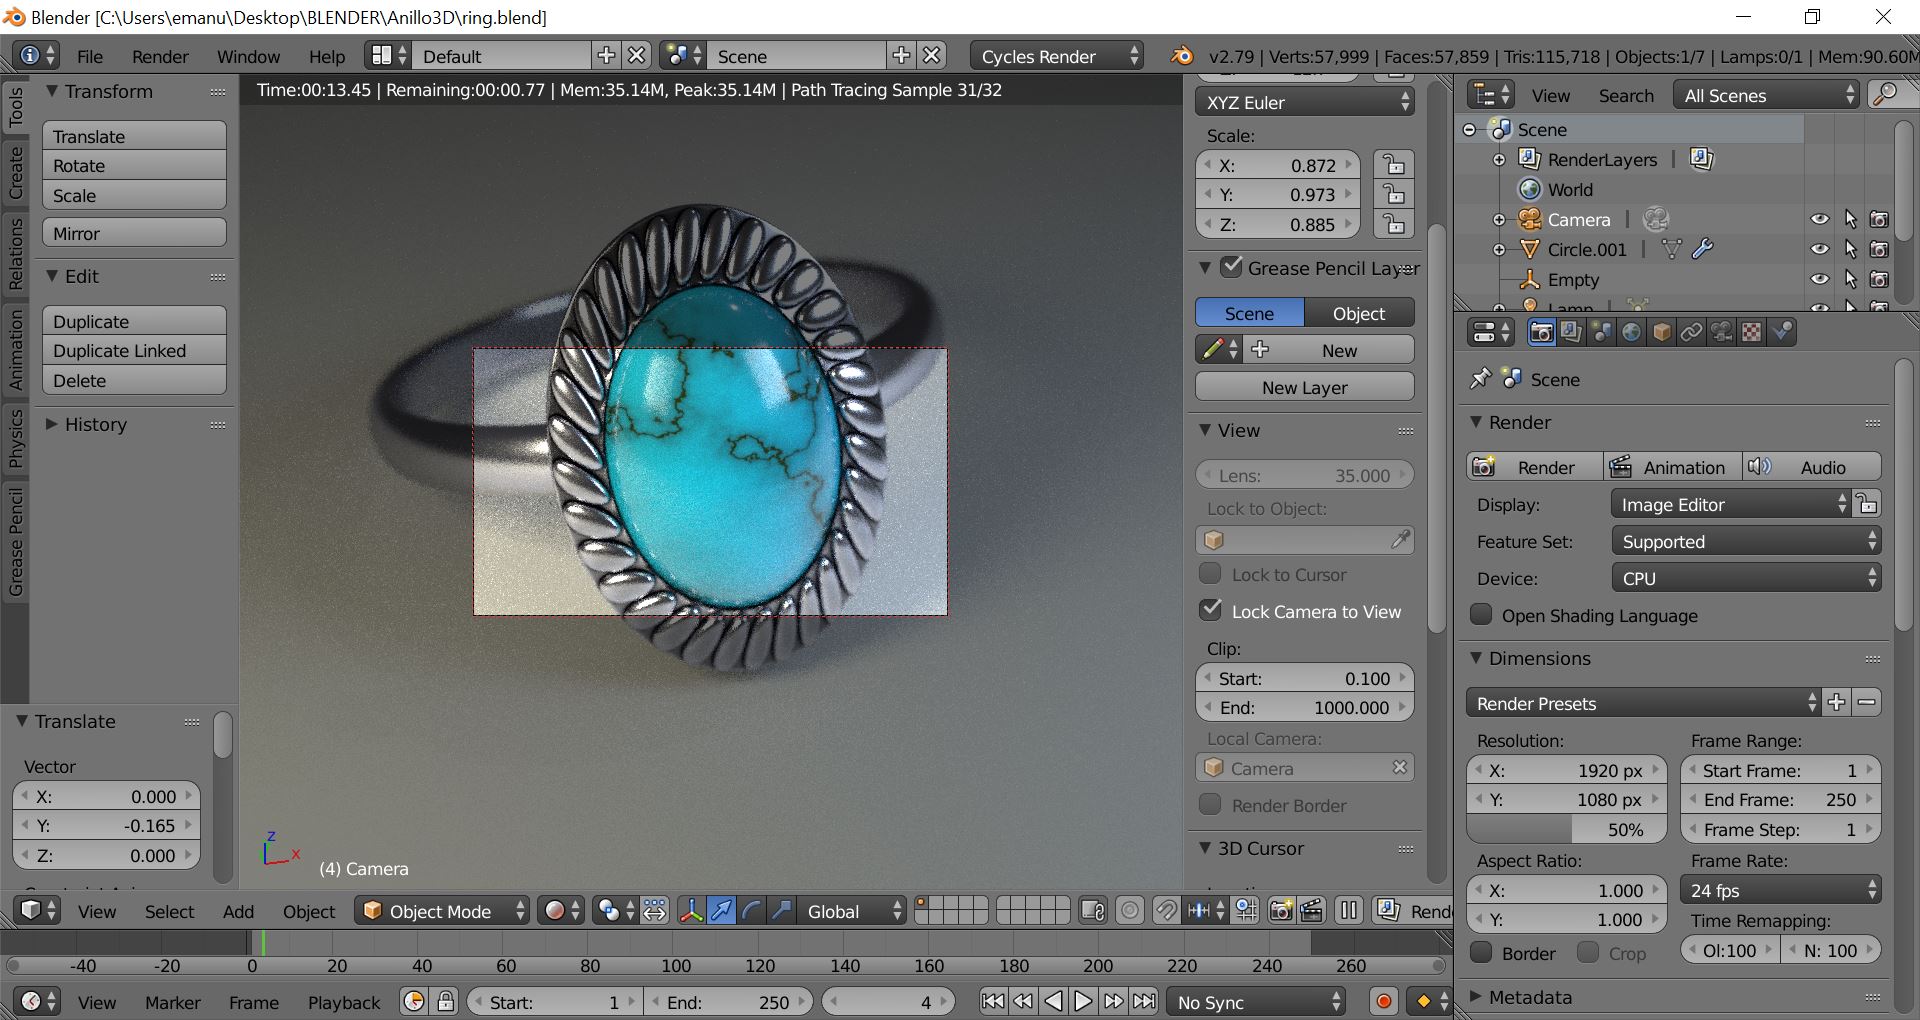 Blender [C:\Users\emanu\Desktop\BLENDER\Anillo3D\ring.blend]
File Render Window Help Default Scene Cycles Render v2.79 | Verts:57,999 | Faces:57,859 | Tris:115,718 | Objects:1/7 | Lamps:0/1 | Mem:90.60M
Tools
Create
Relations
Animation
Physics
Grease Pencil
Transform
Translate
Rotate
Scale
Mirror
Edit
Duplicate
Duplicate Linked
Delete
History
Translate
Vector
X: 0.000
Y: -0.165
Z: 0.000
Time:00:13.45 | Remaining:00:00.77 | Mem:35.14M, Peak:35.14M | Path Tracing Sample 31/32
z
x
(4) Camera
XYZ Euler
Scale:
X: 0.872
Y: 0.973
Z: 0.885
Grease Pencil Layer
Scene Object
New
New Layer
View
Lens: 35.000
Lock to Object:
Lock to Cursor
Lock Camera to View
Clip:
Start: 0.100
End: 1000.000
Local Camera:
Camera
Render Border
3D Cursor
View Search All Scenes
Scene
RenderLayers |
World
Camera |
Circle.001 |
Empty
Lamp
Scene
Render
Render Animation Audio
Display: Image Editor
Feature Set: Supported
Device: CPU
Open Shading Language
Dimensions
Render Presets
Resolution: Frame Range:
X: 1920 px Start Frame: 1
Y: 1080 px End Frame: 250
50% Frame Step: 1
Aspect Ratio: Frame Rate:
X: 1.000 24 fps
Y: 1.000 Time Remapping:
Border Crop Ol:100 N: 100
Metadata
View Select Add Object Object Mode Global Rend
-40 -20 0 20 40 60 80 100 120 140 160 180 200 220 240 260
View Marker Frame Playback Start: 1 End: 250 4 No Sync